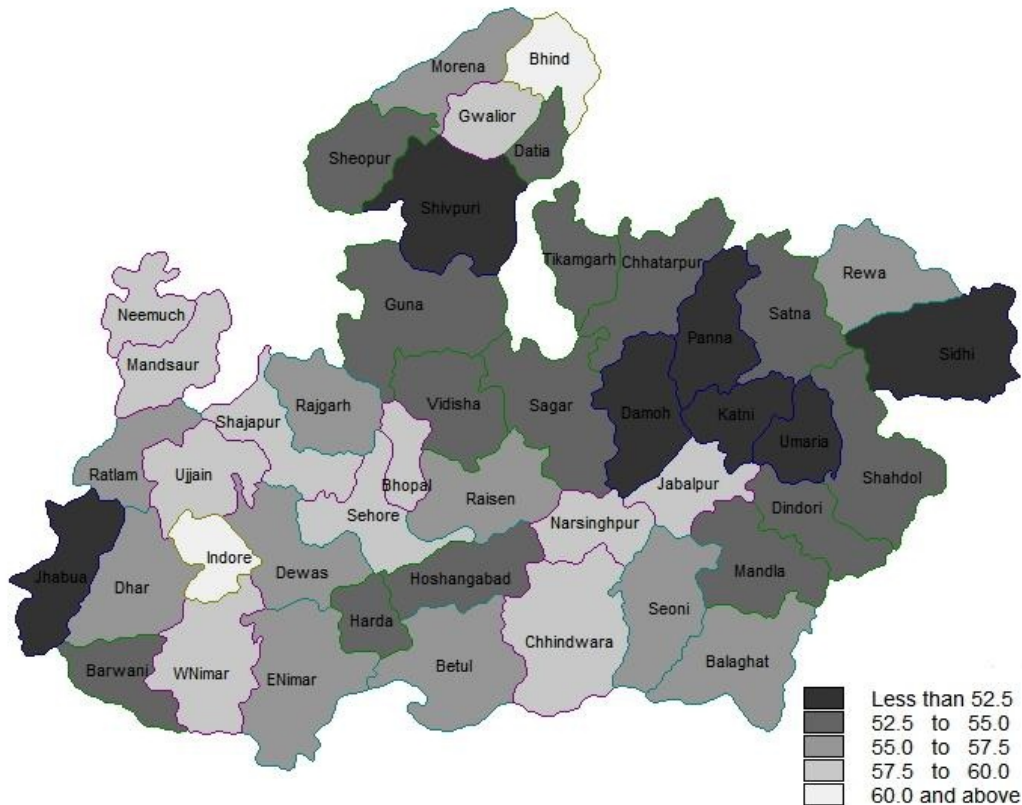 Bhind
Morena
Gwalior
Datia
Sheopur
Shivpuri
Tikamgarh
Chhatarpur
Rewa
Guna
Neemuch
Satna
Panna
Sidhi
Mandsaur
Rajgarh
Vidisha
Sagar
Damoh
Katni
Shajapur
Umaria
Ratlam
Ujjain
Bhopal
Raisen
Jabalpur
Shahdol
Sehore
Narsinghpur
Dindori
Indore
Jhabua
Dhar
Dewas
Hoshangabad
Mandla
Seoni
Harda
Chhindwara
Barwani
WNimar
ENimar
Betul
Balaghat
Less than 52.5
52.5 to 55.0
55.0 to 57.5
57.5 to 60.0
60.0 and above